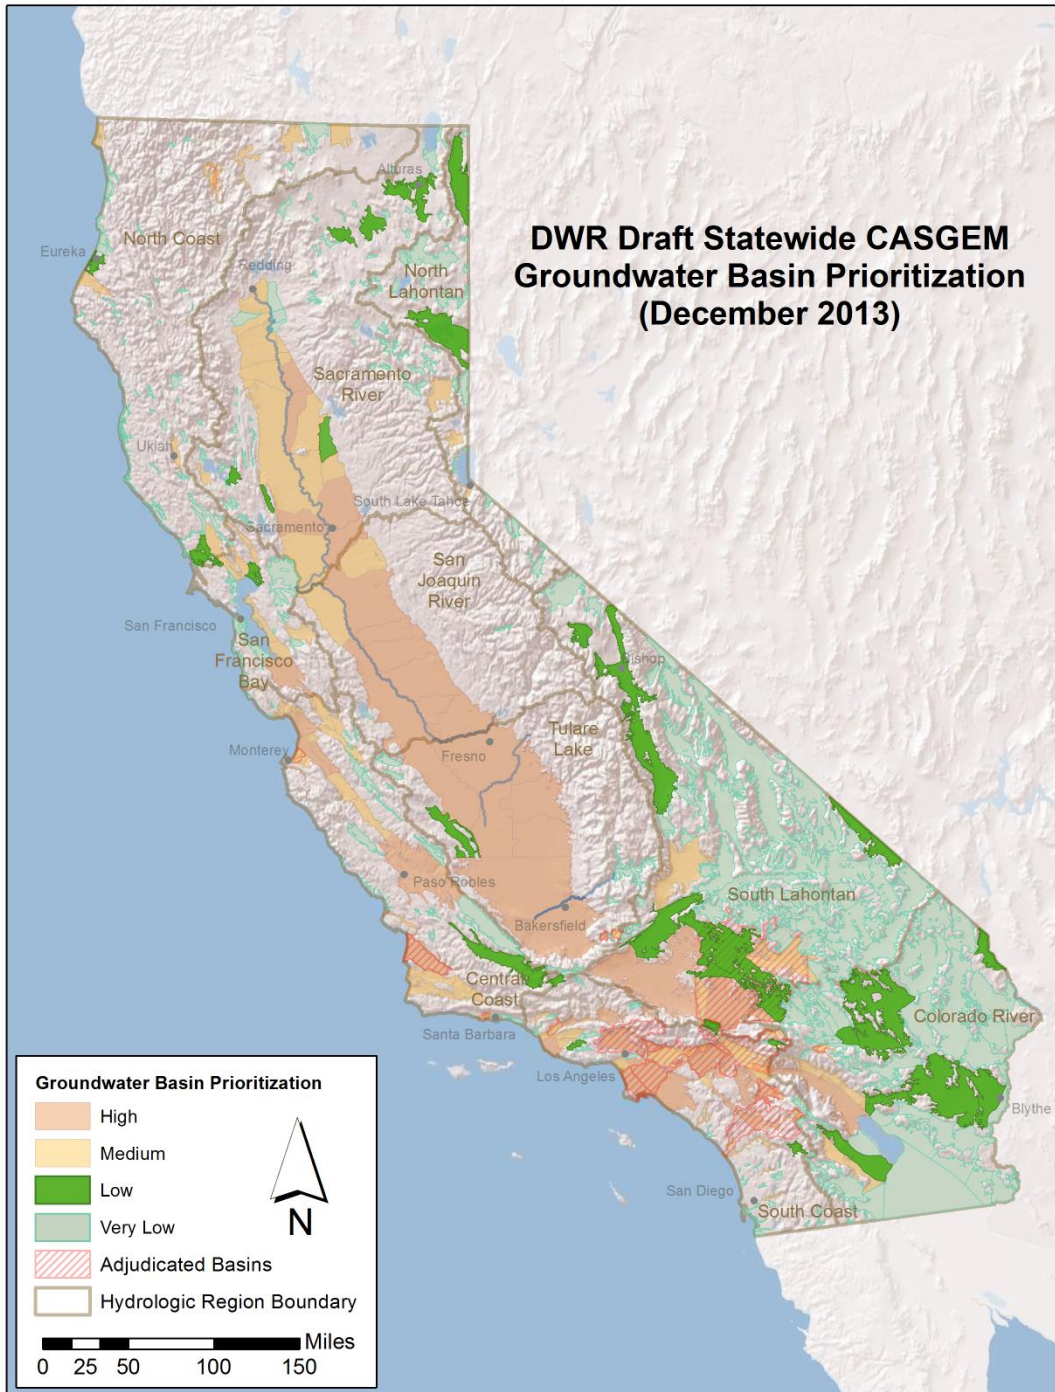 DWR Draft Statewide CASGEM
Groundwater Basin Prioritization
(December 2013)
Alturas
North Coast
Eureka
Redding
North
Lahontan
Sacramento
River
Ukiah
South Lake Tahoe
Sacramento
San
Joaquin
River
San Francisco
San
Francisco
Bay
Bishop
Tulare
Lake
Monterey
Fresno
Paso Robles
South Lahontan
Bakersfield
Central
Coast
Colorado River
Santa Barbara
Los Angeles
Blythe
San Diego
South Coast
Groundwater Basin Prioritization
High
Medium
Low
Very Low
Adjudicated Basins
Hydrologic Region Boundary
N
Miles
0 25 50 100 150